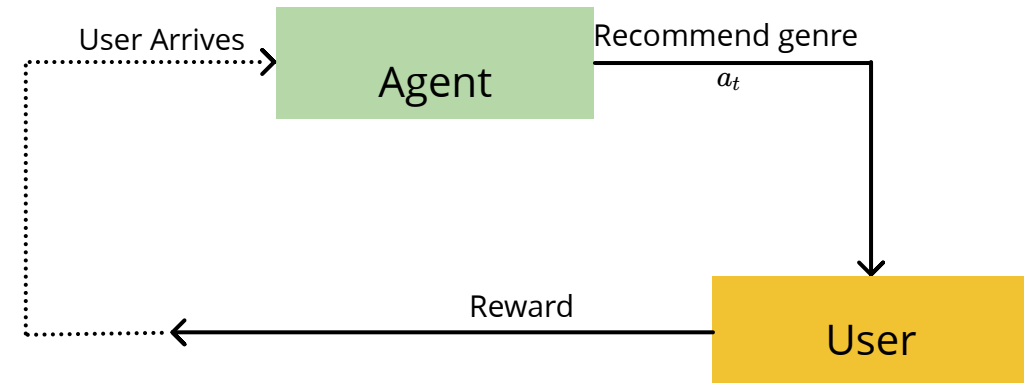 User Arrives
Recommend genre
Agent
a_t
Reward
User